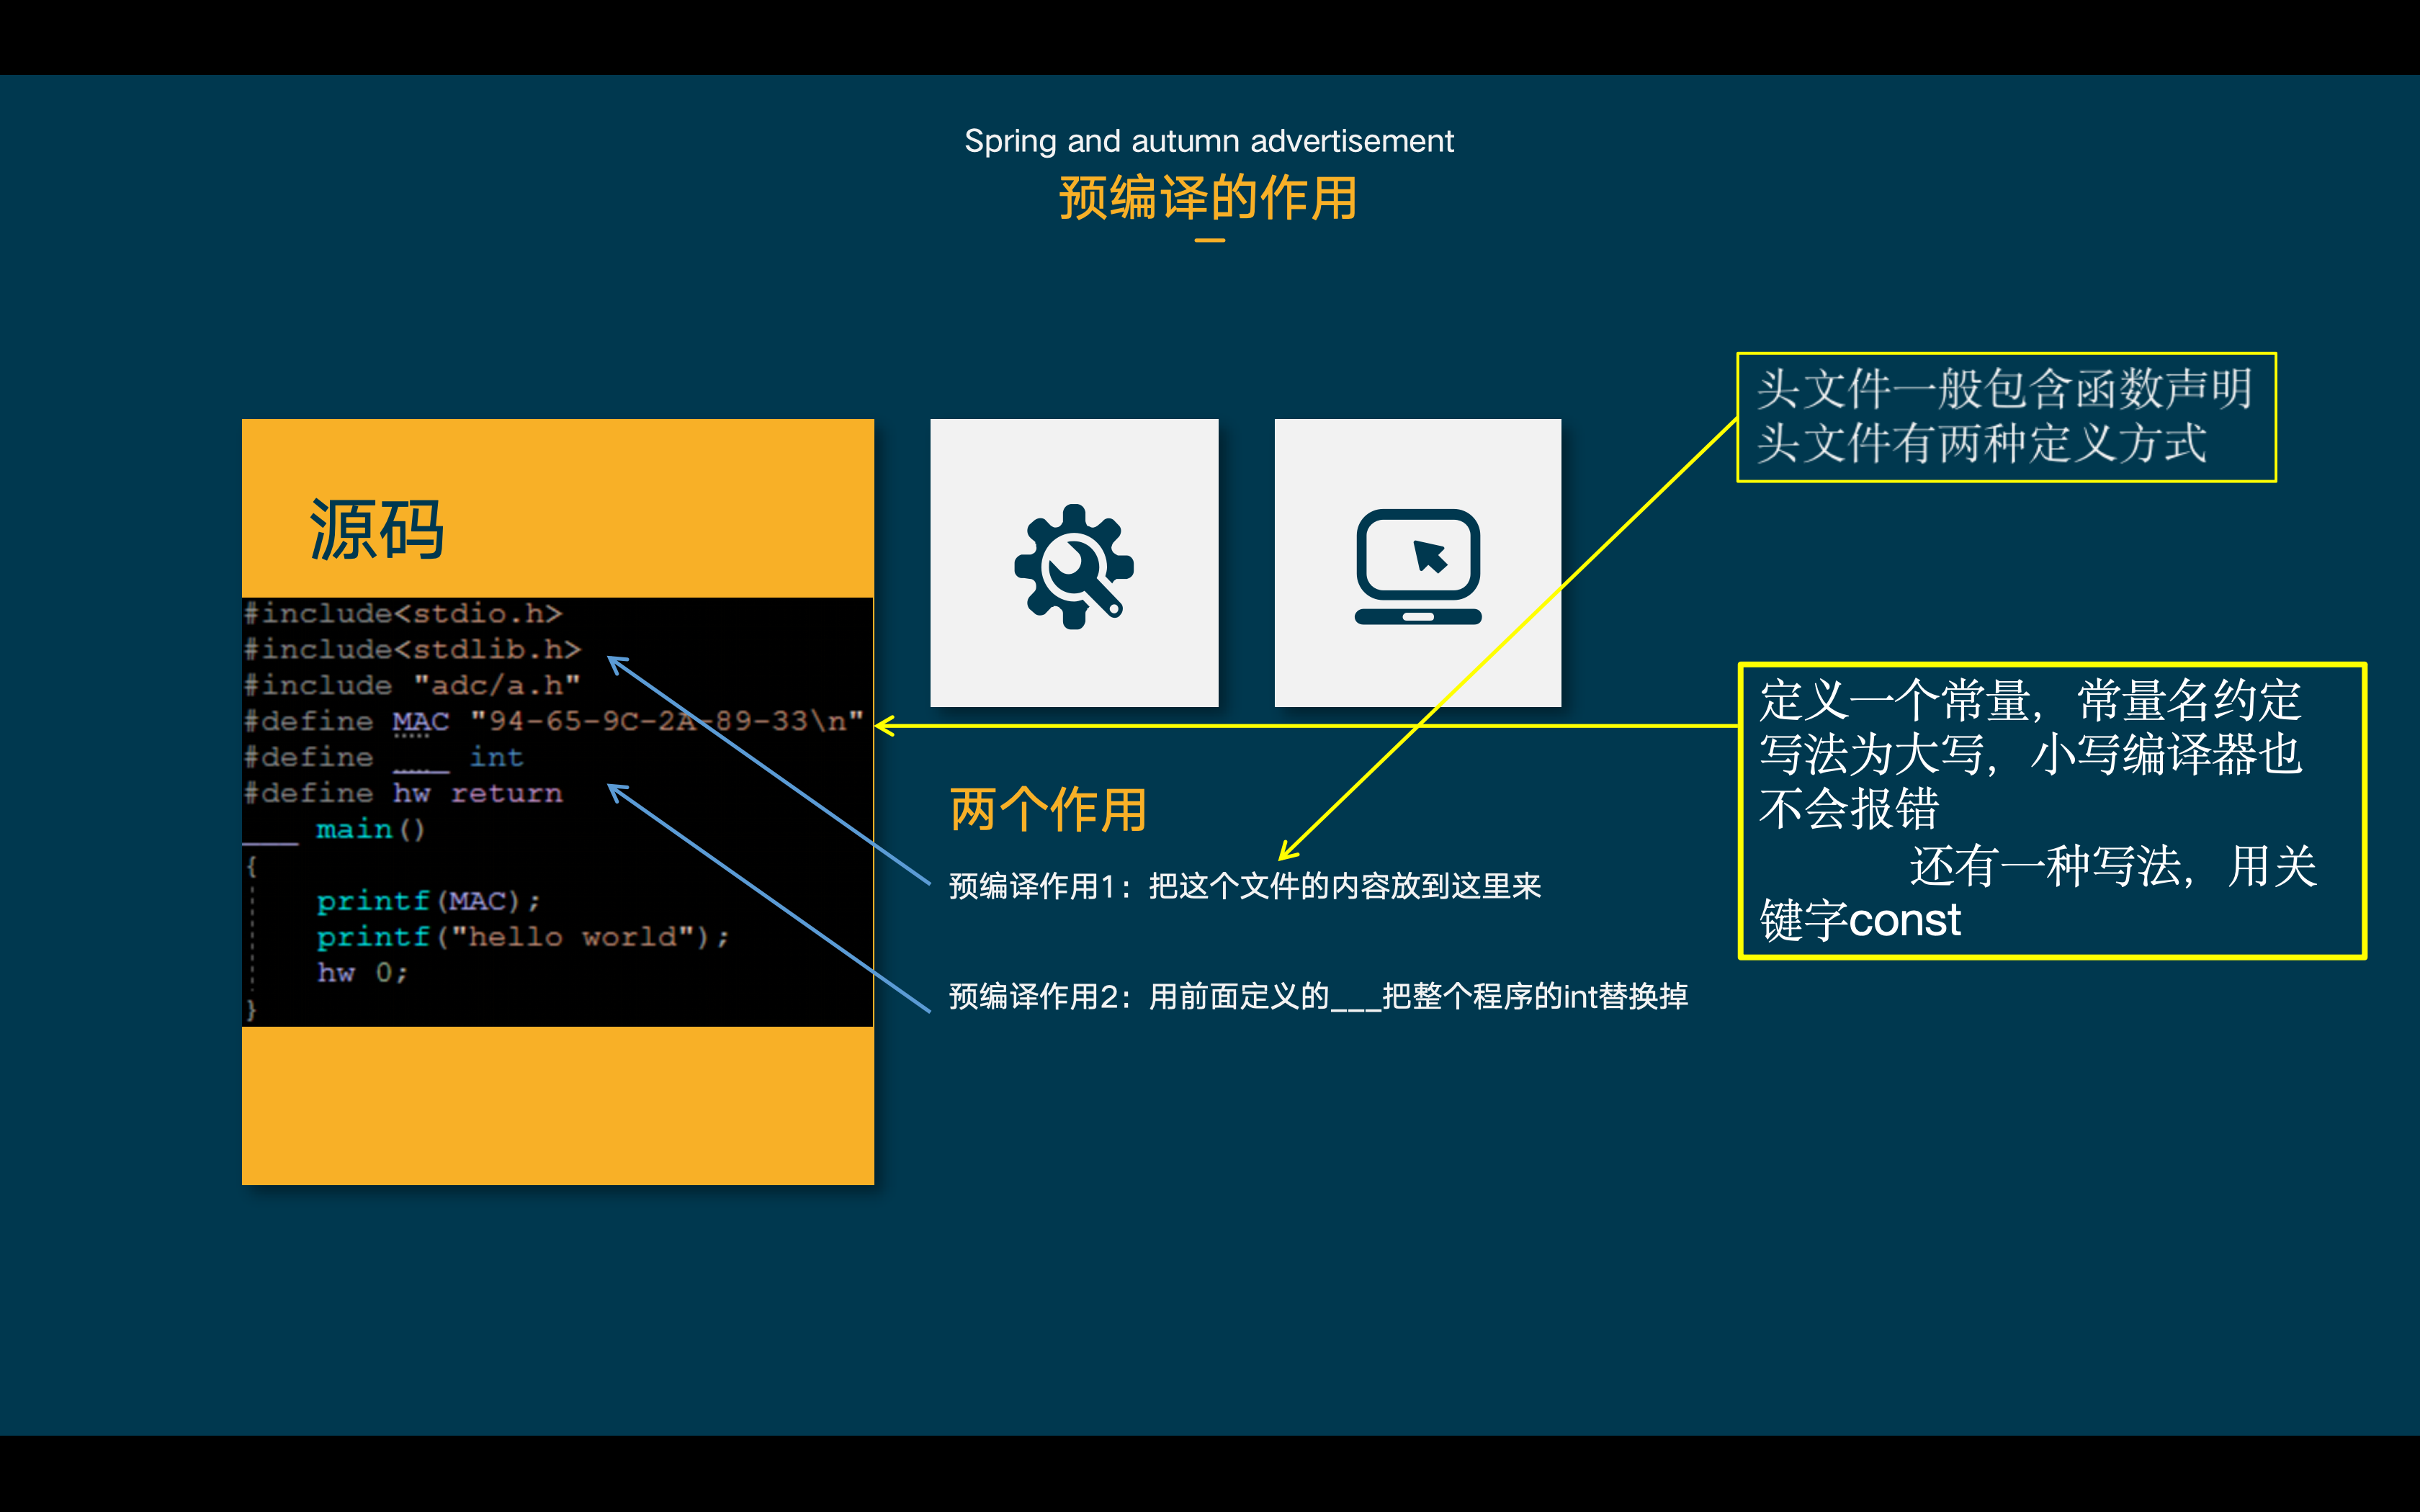 Spring and autumn advertisement
预编译的作用
源码
#include<stdio.h>
#include<stdlib.h>
#include "adc/a.h"
#define MAC "94-65-9C-2A-89-33\n"
#define ___ int
#define hw return
___ main()
{
printf(MAC);
printf("hello world");
hw 0;
}
两个作用
预编译作用1：把这个文件的内容放到这里来
预编译作用2：用前面定义的___把整个程序的int替换掉
头文件一般包含函数声明
头文件有两种定义方式
定义一个常量，常量名约定
写法为大写，小写编译器也
不会报错
还有一种写法，用关
键字const